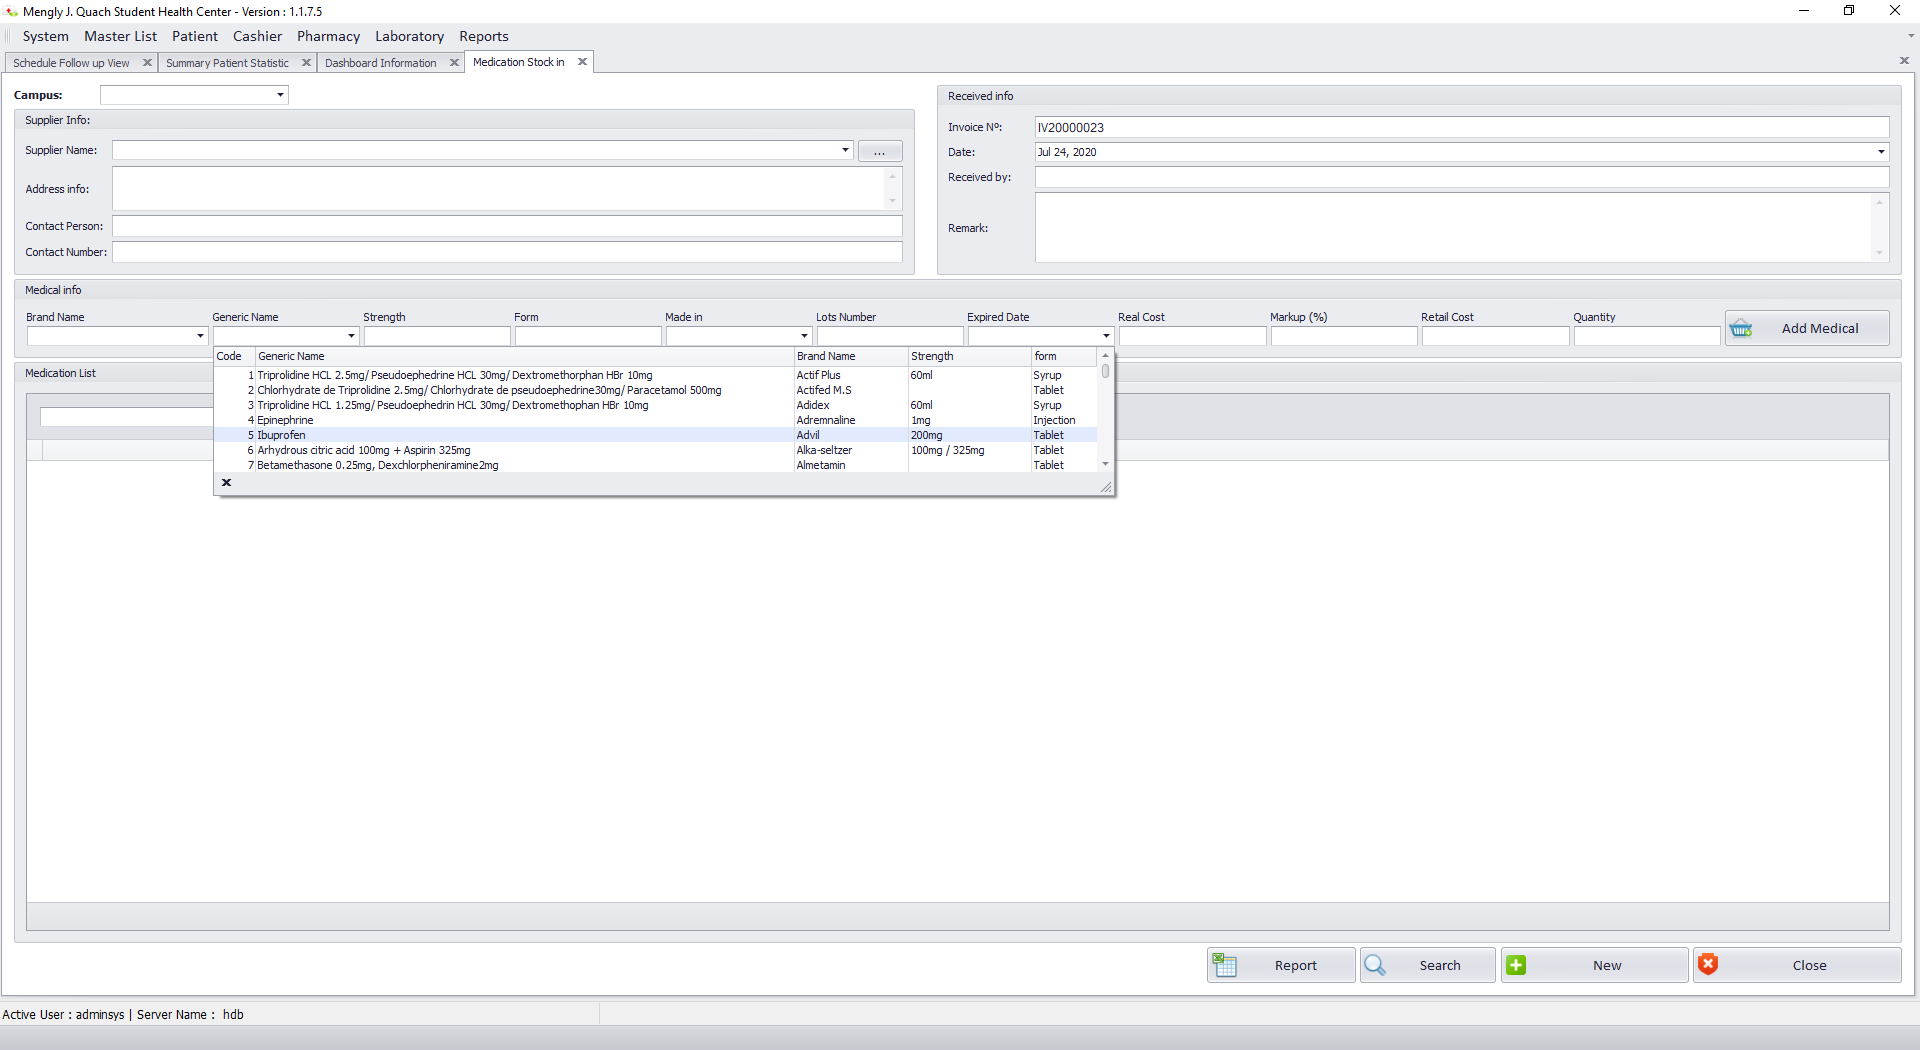 Mengly J. Quach Student Health Center - Version : 1.1.7.5
System Master List Patient Cashier Pharmacy Laboratory Reports
Schedule Follow up View Summary Patient Statistic Dashboard Information Medication Stock in
Campus:
Supplier Info:
Supplier Name: ...
Address info:
Contact Person:
Contact Number:
Received info
Invoice Nº: IV20000023
Date: Jul 24, 2020
Received by:
Remark:
Medical info
Brand Name Generic Name Strength Form Made in Lots Number Expired Date Real Cost Markup (%) Retail Cost Quantity
Add Medical
Code Generic Name Brand Name Strength form
1 Triprolidine HCL 2.5mg/ Pseudoephedrine HCL 30mg/ Dextromethorphan HBr 10mg Actif Plus 60ml Syrup
2 Chlorhydrate de Triprolidine 2.5mg/ Chlorhydrate de pseudoephedrine30mg/ Paracetamol 500mg Actifed M.S Tablet
3 Triprolidine HCL 1.25mg/ Pseudoephedrin HCL 30mg/ Dextromethophan HBr 10mg Adidex 60ml Syrup
4 Epinephrine Adremnaline 1mg Injection
5 Ibuprofen Advil 200mg Tablet
6 Arhydrous citric acid 100mg + Aspirin 325mg Alka-seltzer 100mg / 325mg Tablet
7 Betamethasone 0.25mg, Dexchlorpheniramine2mg Almetamin Tablet
Medication List
Report Search New Close
Active User : adminsys | Server Name : hdb